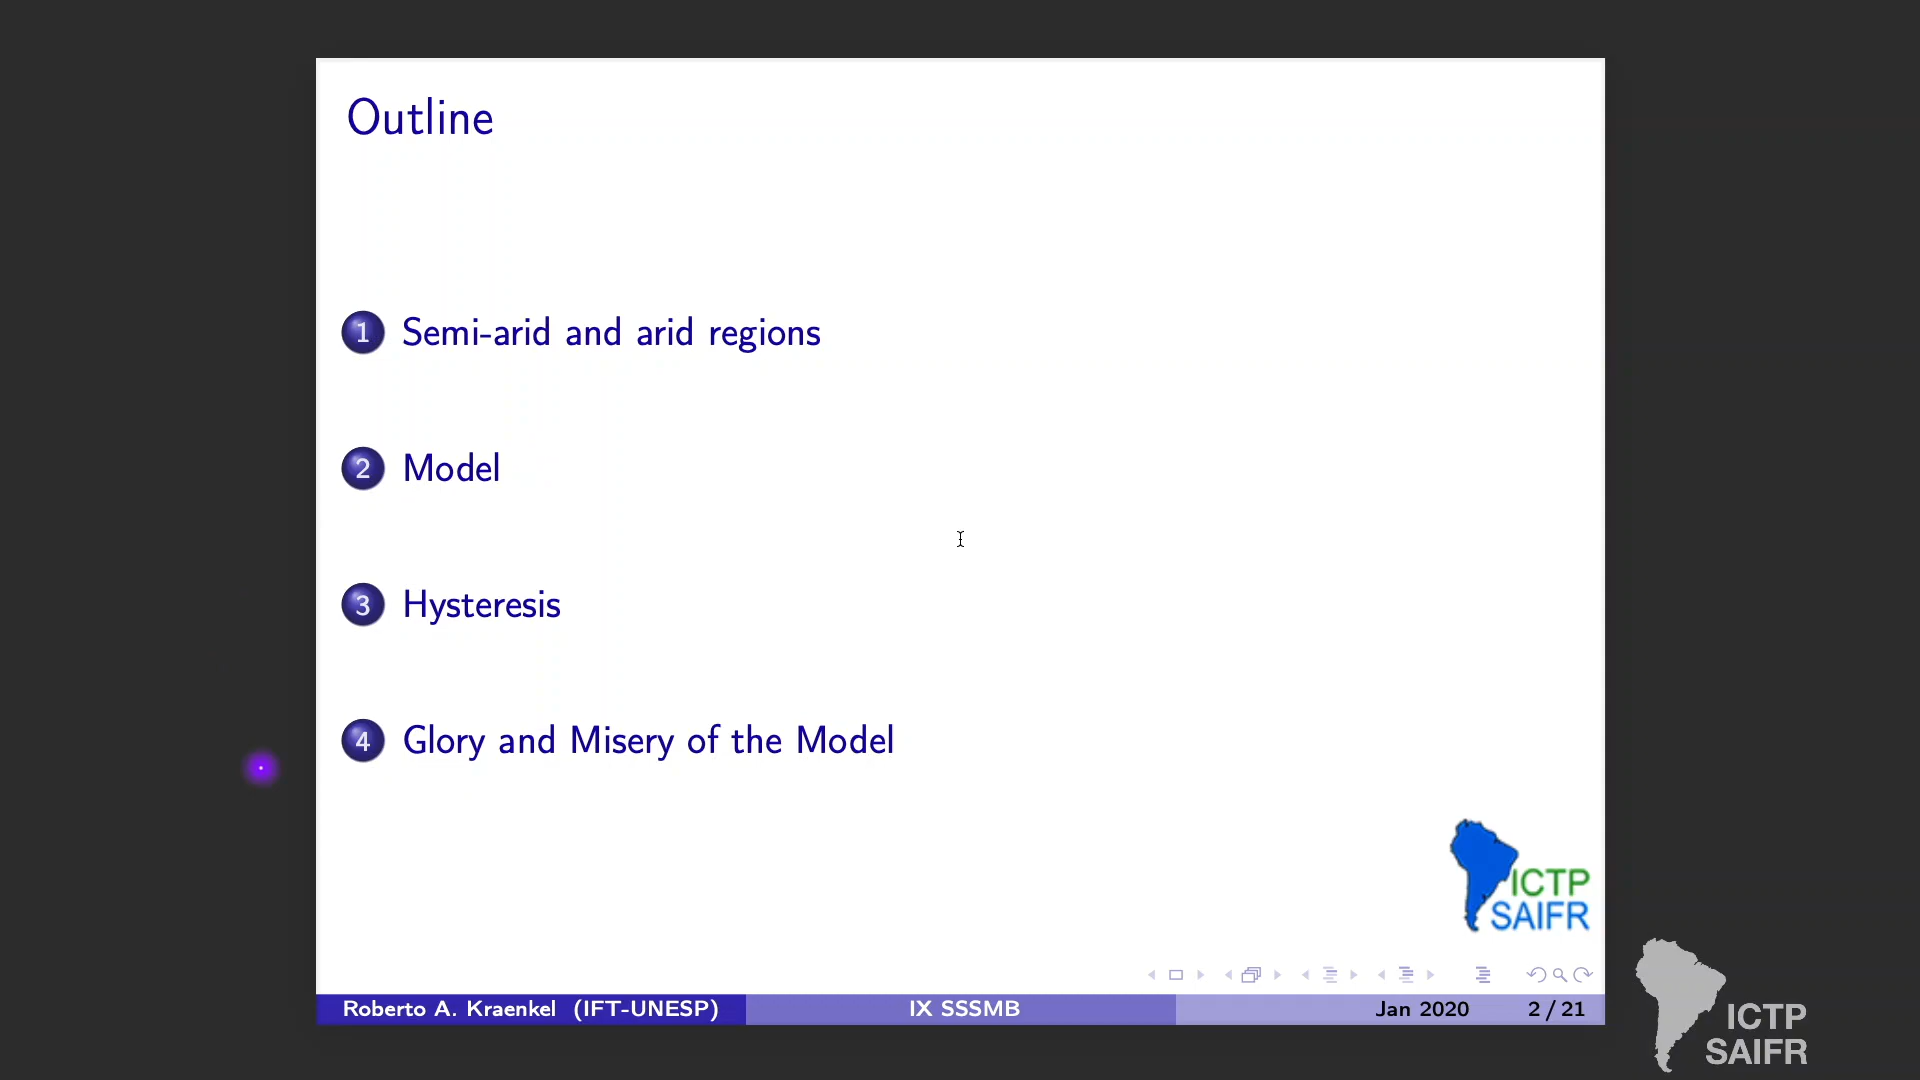 Outline
1 Semi-arid and arid regions
2 Model
3 Hysteresis
4 Glory and Misery of the Model
ICTP
SAIFR
Roberto A. Kraenkel (IFT-UNESP) IX SSSMB Jan 2020 2 / 21
ICTP
SAIFR